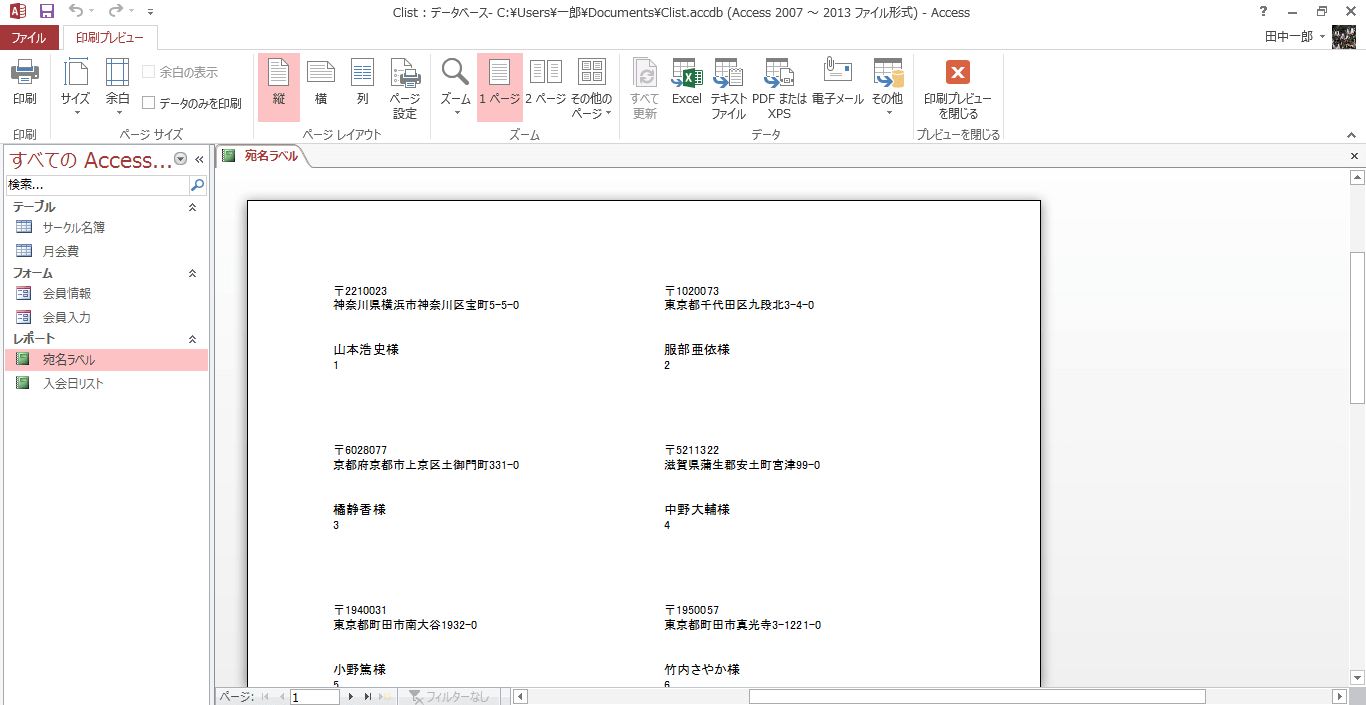 Clist : データベース- C:¥Users¥一郎¥Documents¥Clist.accdb (Access 2007 ～ 2013 ファイル形式) - Access
?
ファイル
印刷プレビュー
田中一郎
印刷
サイズ
余白
余白の表示
データのみを印刷
縦
横
列
ページ
設定
ズーム
1 ページ
2 ページ
その他の
ページ
すべて
更新
Excel
テキスト
ファイル
PDF または
XPS
電子メール
その他
印刷プレビュー
を閉じる
印刷
ページ サイズ
ページ レイアウト
ズーム
データ
プレビューを閉じる
すべての Access...
検索...
テーブル
サークル名簿
月会費
フォーム
会員情報
会員入力
レポート
宛名ラベル
入会日リスト
宛名ラベル
〒2210023
神奈川県横浜市神奈川区宝町5-5-0
山本浩史様
1
〒1020073
東京都千代田区九段北3-4-0
服部亜依様
2
〒6028077
京都府京都市上京区土御門町331-0
橘静香様
3
〒5211322
滋賀県蒲生郡安土町宮津99-0
中野大輔様
4
〒1940031
東京都町田市南大谷1932-0
小野篤様
5
〒1950057
東京都町田市真光寺3-1221-0
竹内さやか様
6
ページ: 1
フィルターなし